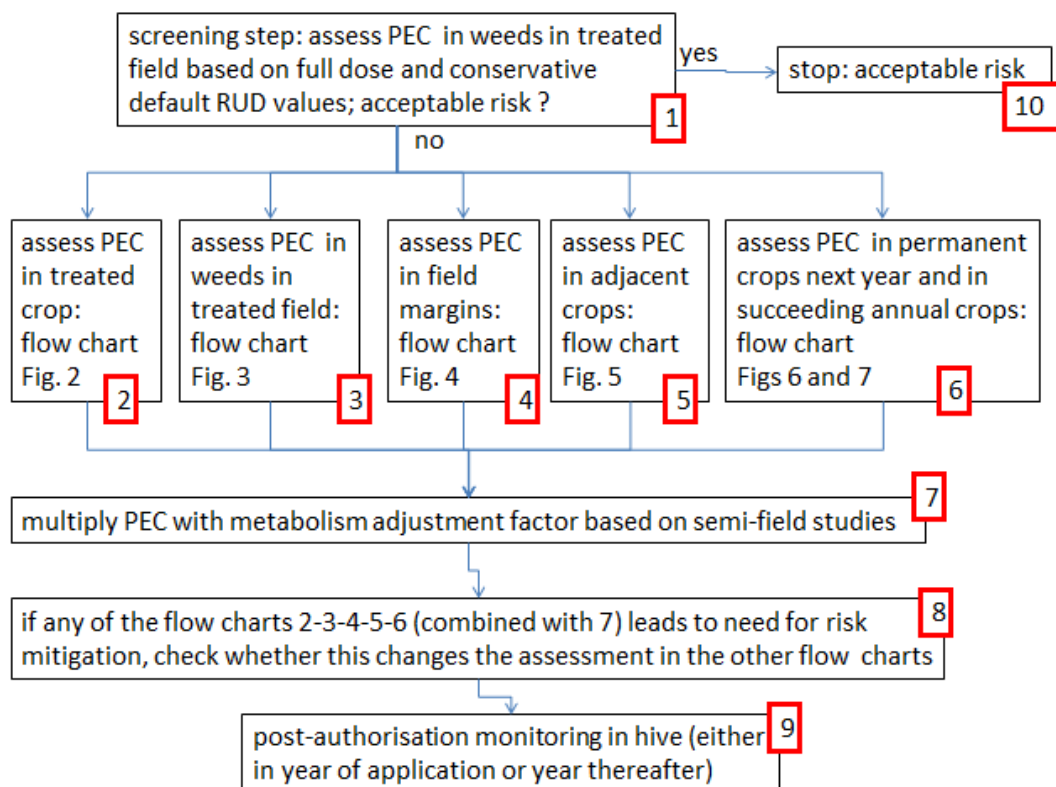 screening step: assess PEC in weeds in treated
field based on full dose and conservative
default RUD values; acceptable risk ?
1
yes
stop: acceptable risk
10
no
assess PEC
in treated
crop:
flow chart
Fig. 2
2
assess PEC in
weeds in
treated field:
flow chart
Fig. 3
3
assess PEC
in field
margins:
flow chart
Fig. 4
4
assess PEC
in adjacent
crops:
flow chart
Fig. 5
5
assess PEC in permanent
crops next year and in
succeeding annual crops:
flow chart
Figs 6 and 7
6
7
multiply PEC with metabolism adjustment factor based on semi-field studies
8
if any of the flow charts 2-3-4-5-6 (combined with 7) leads to need for risk
mitigation, check whether this changes the assessment in the other flow charts
9
post-authorisation monitoring in hive (either
in year of application or year thereafter)